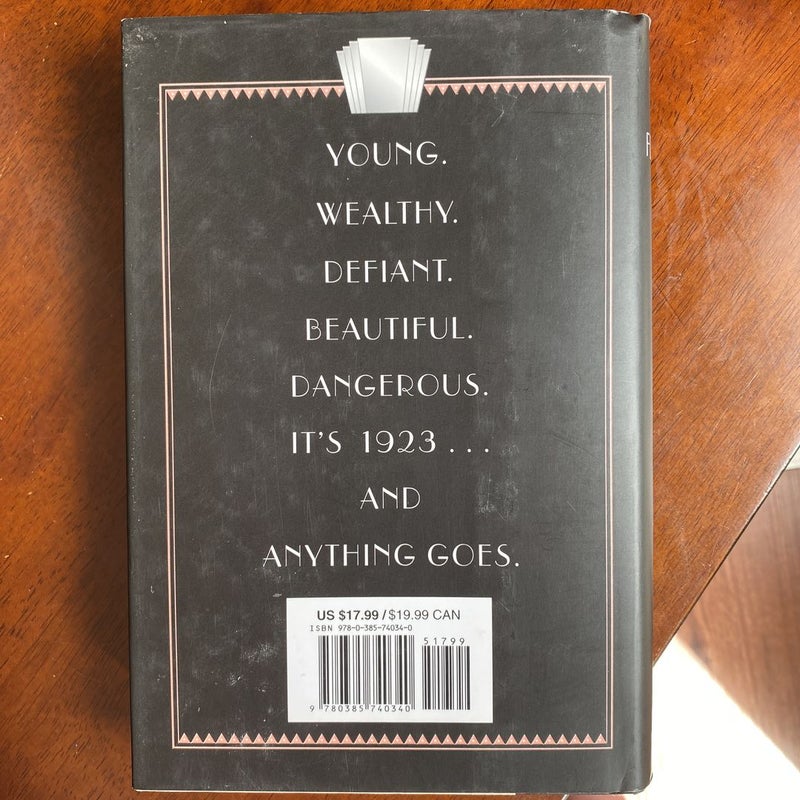 YOUNG.
WEALTHY.
DEFIANT.
BEAUTIFUL.
DANGEROUS.
IT'S 1923 . . .
AND
ANYTHING GOES.
US $17.99 / $19.99 CAN
ISBN 978-0-385-74034-0
51799
9 780385 740340